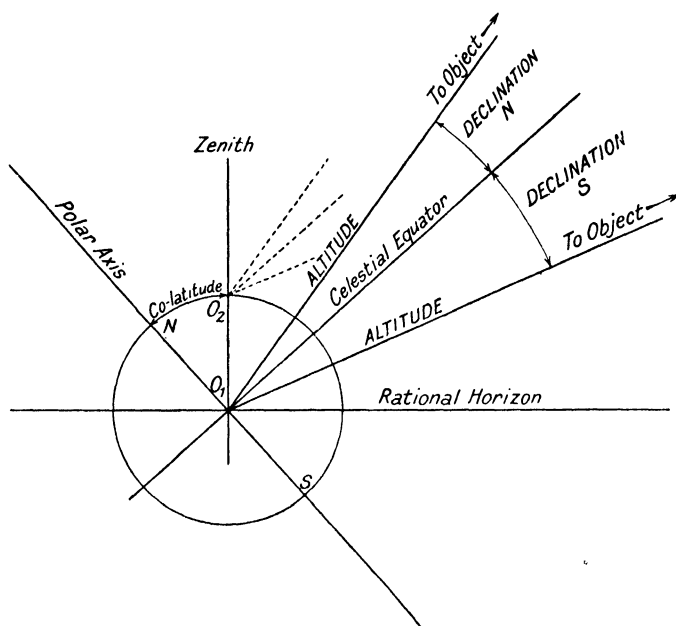 To Object
DECLINATION
N
Zenith
DECLINATION
S
To Object
Polar Axis
ALTITUDE
Celestial Equator
Co-latitude
N
O2
ALTITUDE
O1
Rational Horizon
S